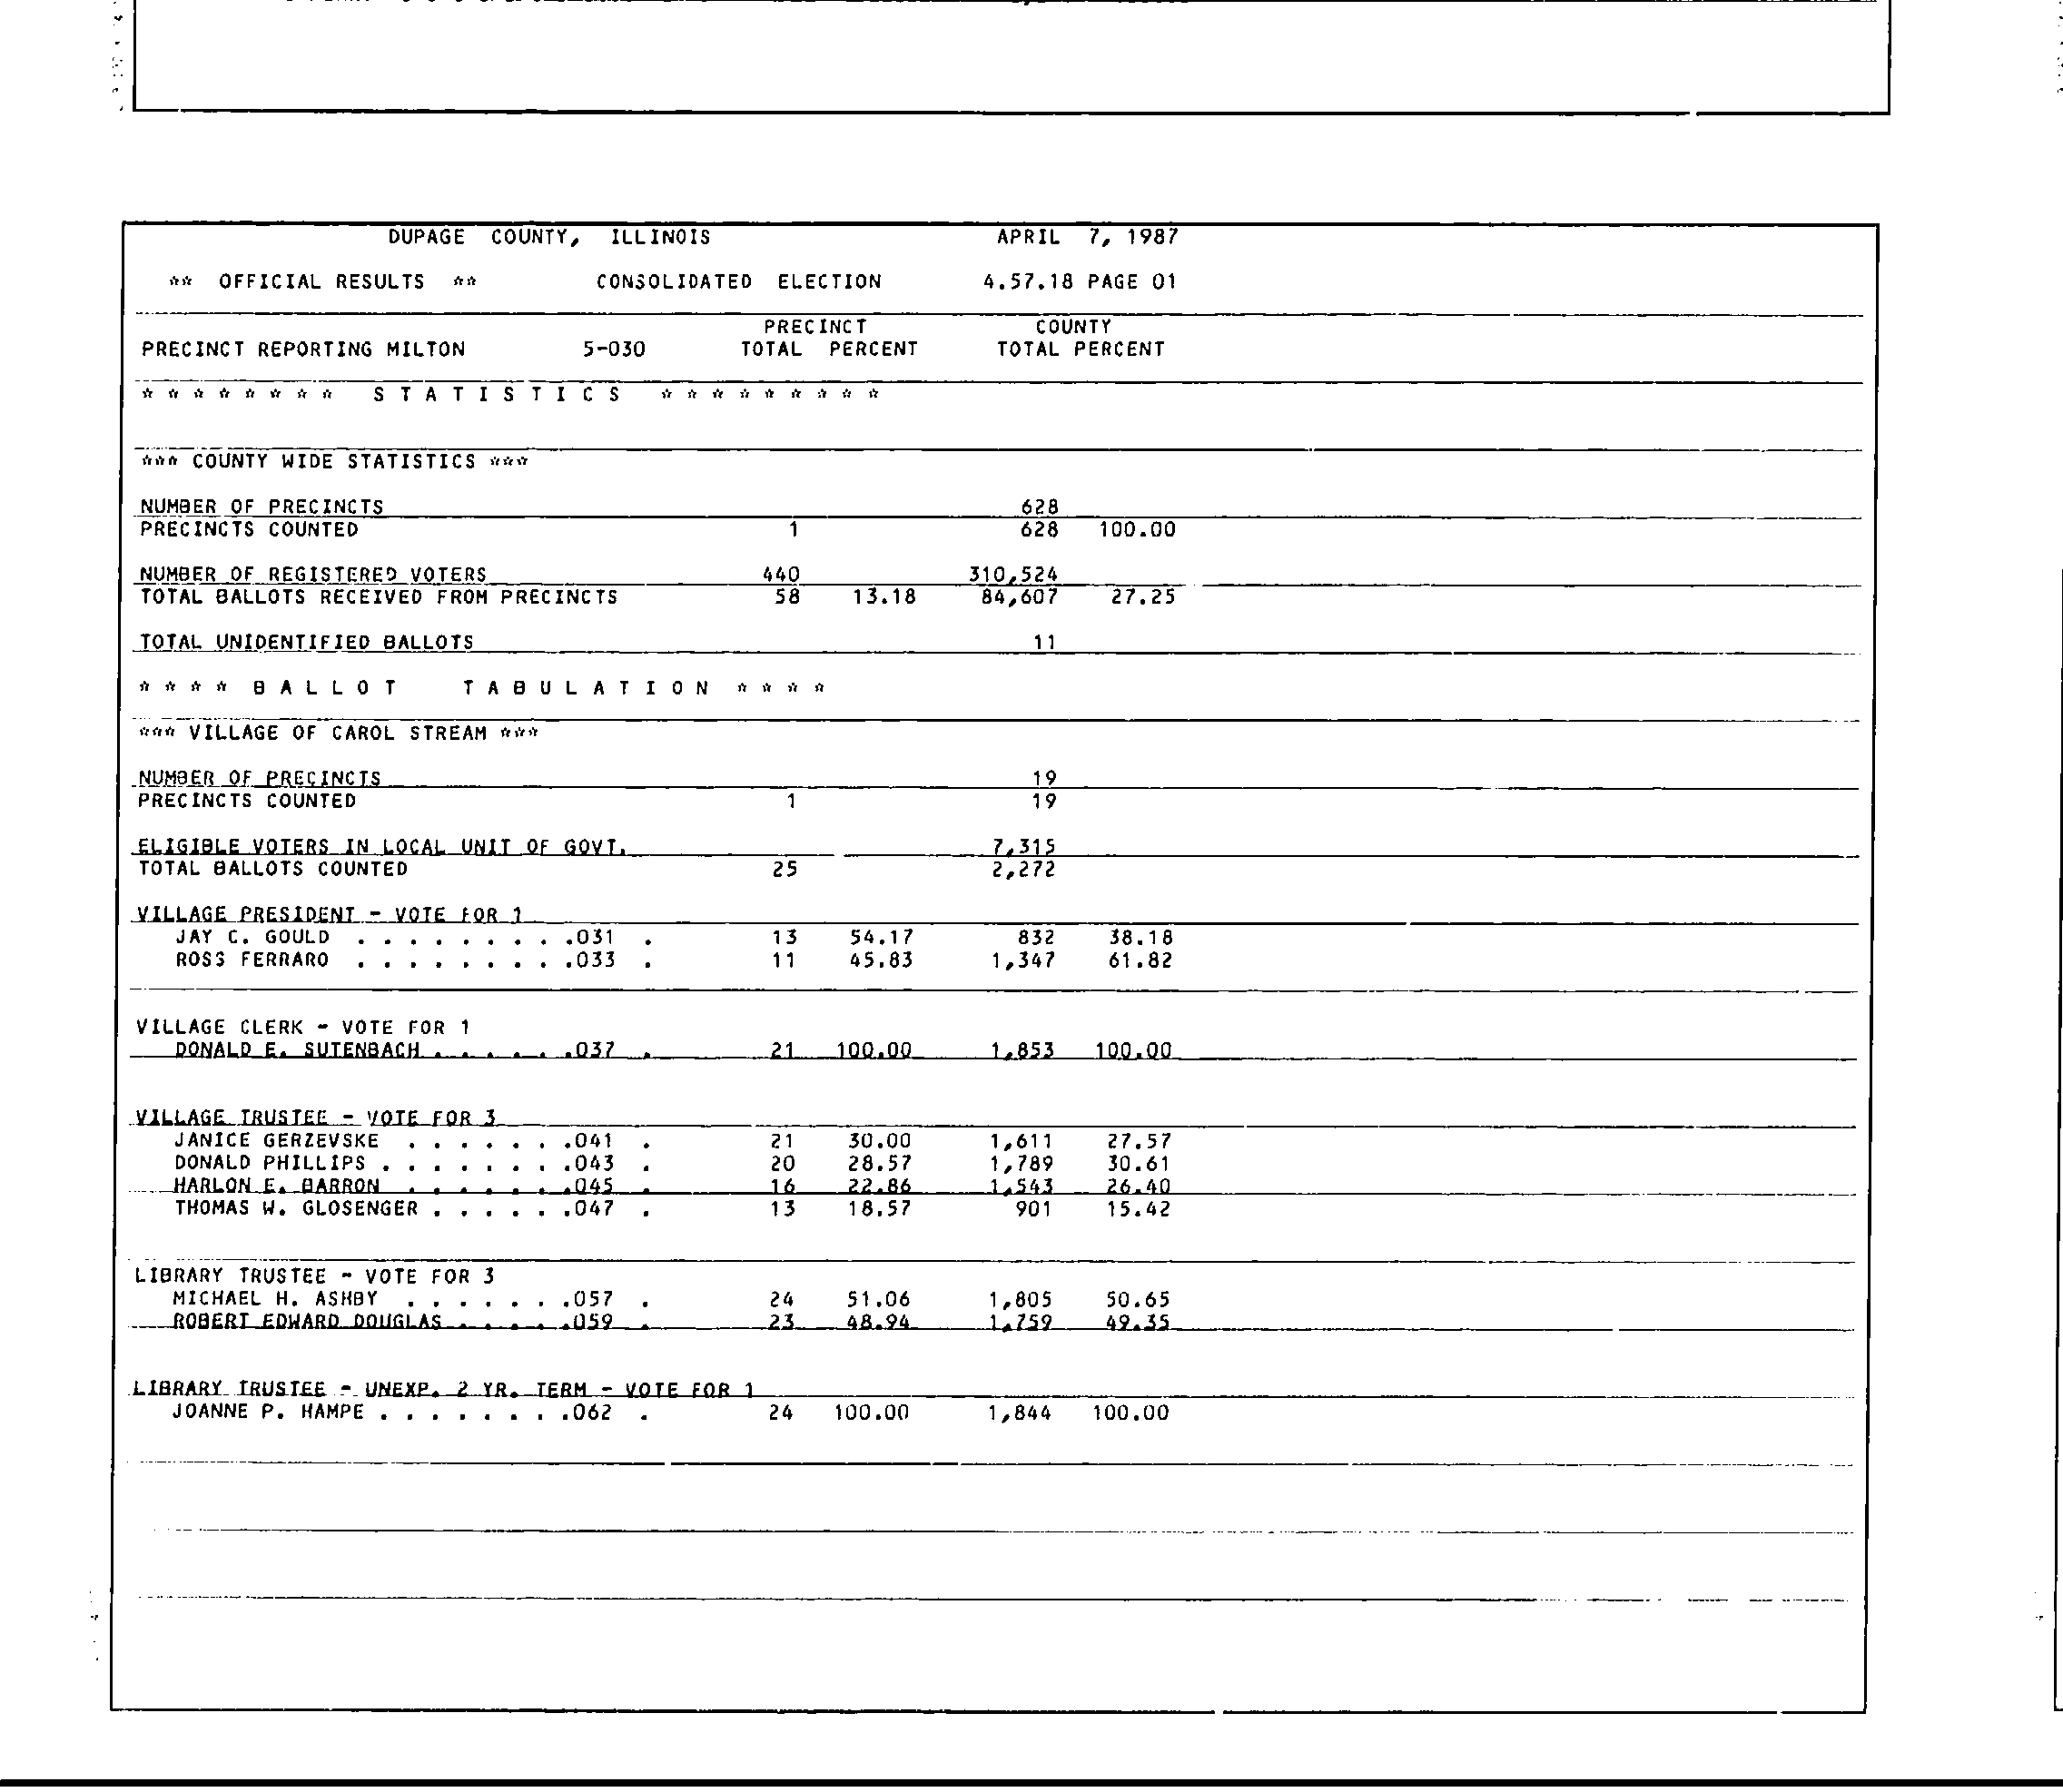 DUPAGE COUNTY, ILLINOIS APRIL 7, 1987
** OFFICIAL RESULTS ** CONSOLIDATED ELECTION 4.57.18 PAGE 01
PRECINCT COUNTY
PRECINCT REPORTING MILTON 5-030 TOTAL PERCENT TOTAL PERCENT
* * * * * * * * S T A T I S T I C S * * * * * * * * *
*** COUNTY WIDE STATISTICS ***
NUMBER OF PRECINCTS 628
PRECINCTS COUNTED 1 628 100.00
NUMBER OF REGISTERED VOTERS 440 310,524
TOTAL BALLOTS RECEIVED FROM PRECINCTS 58 13.18 84,607 27.25
TOTAL UNIDENTIFIED BALLOTS 11
* * * * B A L L O T T A B U L A T I O N * * * *
*** VILLAGE OF CAROL STREAM ***
NUMBER OF PRECINCTS 19
PRECINCTS COUNTED 1 19
ELIGIBLE VOTERS IN LOCAL UNIT OF GOVT. 7,315
TOTAL BALLOTS COUNTED 25 2,272
VILLAGE PRESIDENT - VOTE FOR 1
JAY C. GOULD . . . . . . . . .031 . 13 54.17 832 38.18
ROSS FERRARO . . . . . . . . .033 . 11 45.83 1,347 61.82
VILLAGE CLERK - VOTE FOR 1
DONALD E. SUTENBACH . . . . . .037 . 21 100.00 1,853 100.00
VILLAGE TRUSTEE - VOTE FOR 3
JANICE GERZEVSKE . . . . . . .041 . 21 30.00 1,611 27.57
DONALD PHILLIPS . . . . . . . .043 . 20 28.57 1,789 30.61
HARLON E. BARRON . . . . . . .045 . 16 22.86 1,543 26.40
THOMAS W. GLOSENGER . . . . . .047 . 13 18.57 901 15.42
LIBRARY TRUSTEE - VOTE FOR 3
MICHAEL H. ASHBY . . . . . . .057 . 24 51.06 1,805 50.65
ROBERT EDWARD DOUGLAS . . . . .059 . 23 48.94 1,759 49.35
LIBRARY TRUSTEE - UNEXP. 2 YR. TERM - VOTE FOR 1
JOANNE P. HAMPE . . . . . . . .062 . 24 100.00 1,844 100.00